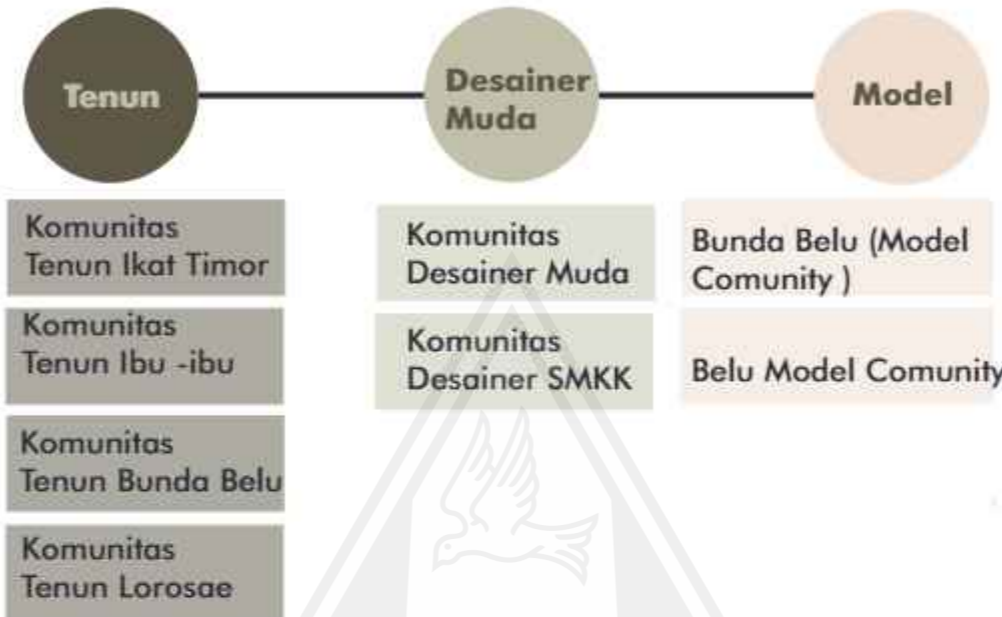 Tenun
Desainer
Muda
Model
Komunitas
Tenun Ikat Timor
Komunitas
Tenun Ibu -ibu
Komunitas
Tenun Bunda Belu
Komunitas
Tenun Lorosae
Komunitas
Desainer Muda
Komunitas
Desainer SMKK
Bunda Belu (Model
Comunity )
Belu Model Comunity